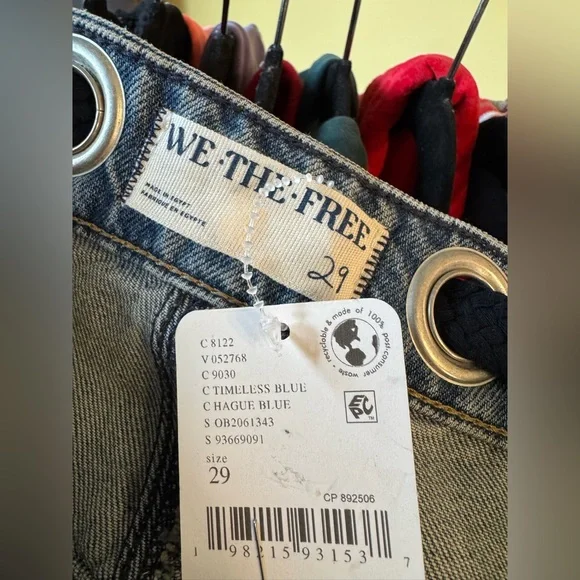 WE·THE·FREE
MADE IN EGYPT
FABRIQUÉ EN EGYPTE
29
C 8122
V 052768
C 9030
C TIMELESS BLUE
C HAGUE BLUE
S OB2061343
S 93669091
size
29
CP 892506
1 98215 93153 7
recyclable & made of 100% post-consumer waste
EcPC